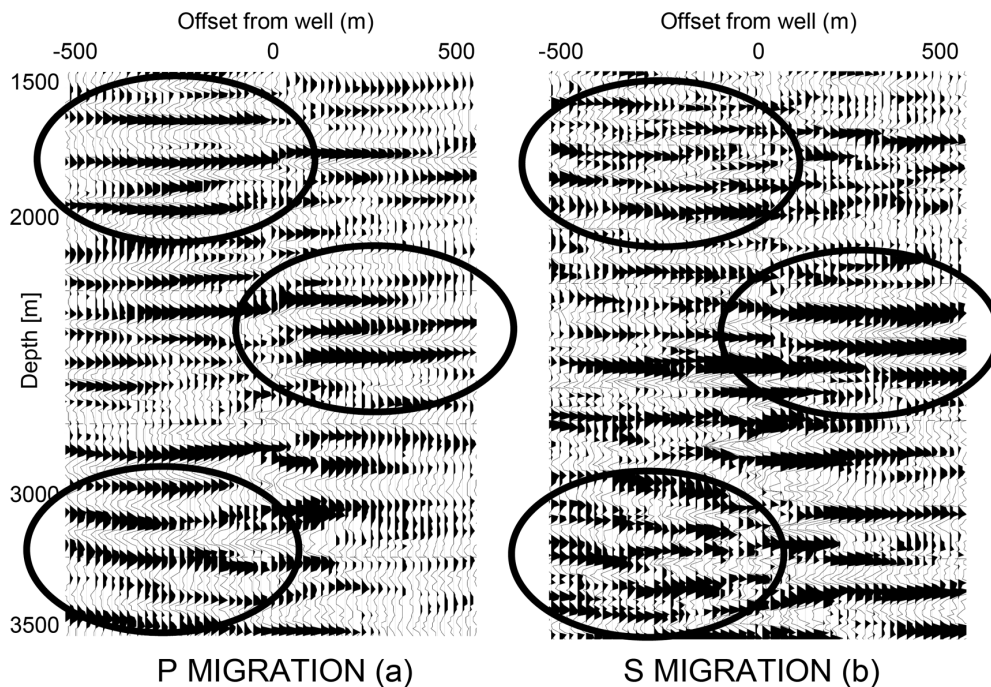 Offset from well (m)
-500 0 500
Offset from well (m)
-500 0 500
1500
2000
Depth [m]
3000
3500
P MIGRATION (a)
S MIGRATION (b)